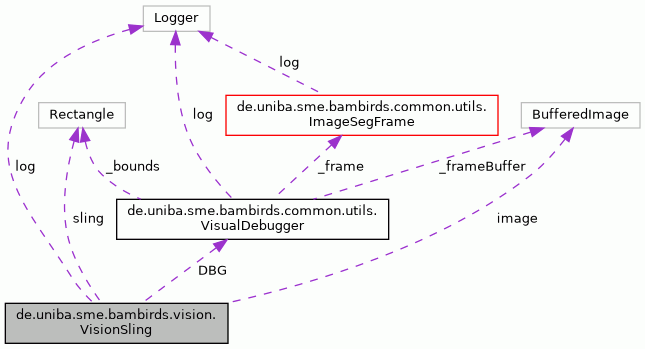 Logger
log
de.uniba.sme.bambirds.common.utils.
ImageSegFrame
Rectangle
BufferedImage
log
log
_bounds
_frame
_frameBuffer
de.uniba.sme.bambirds.common.utils.
VisualDebugger
sling
image
DBG
de.uniba.sme.bambirds.vision.
VisionSling